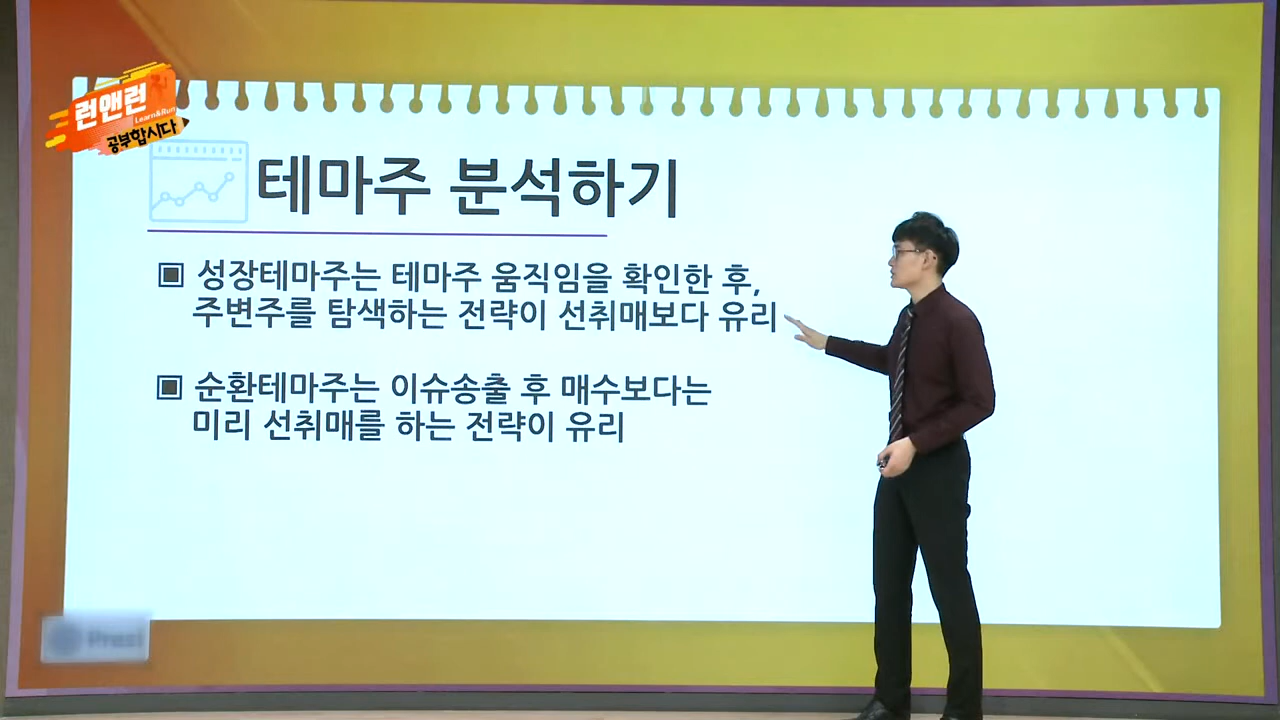 런앤런
Learn&Run
공부합시다
테마주 분석하기
▣ 성장테마주는 테마주 움직임을 확인한 후,
주변주를 탐색하는 전략이 선취매보다 유리
▣ 순환테마주는 이슈송출 후 매수보다는
미리 선취매를 하는 전략이 유리